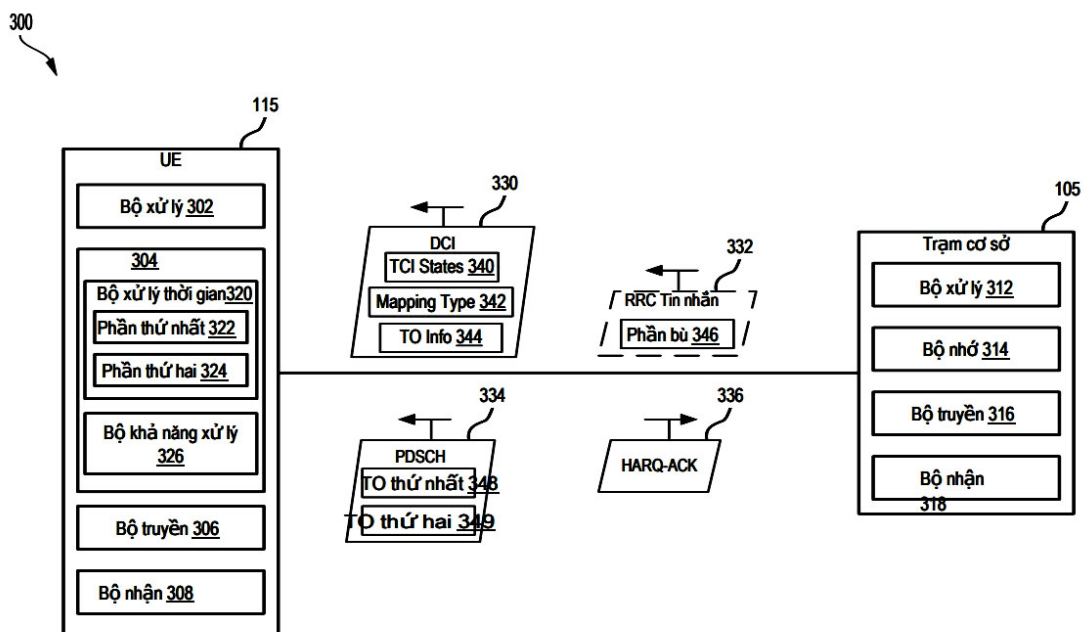 300
115
UE
Bộ xử lý 302
304
Bộ xử lý thời gian320
Phần thứ nhất 322
Phần thứ hai 324
Bộ khả năng xử lý
326
Bộ truyền 306
Bộ nhận 308
330
DCI
TCI States 340
Mapping Type 342
TO Info 344
332
RRC Tin nhắn
Phần bù 346
334
PDSCH
TO thứ nhất 348
TO thứ hai 349
336
HARQ-ACK
105
Trạm cơ sở
Bộ xử lý 312
Bộ nhớ 314
Bộ truyền 316
Bộ nhận
318